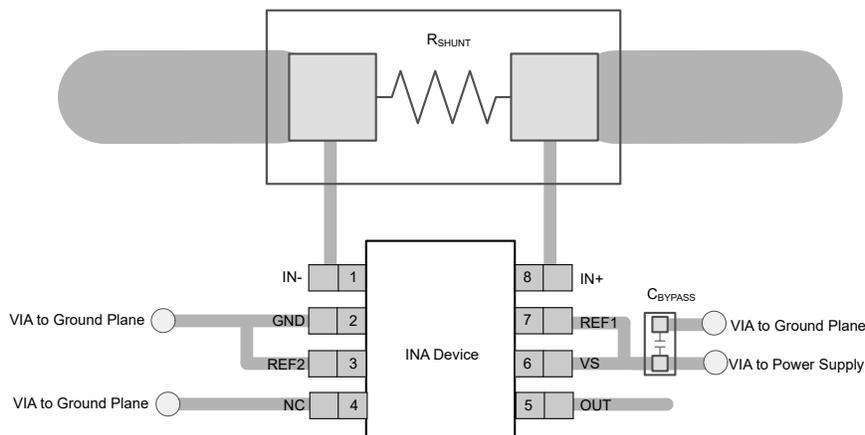 RSHUNT
IN- 1 8 IN+
CBYPASS
VIA to Ground Plane GND 2 7 REF1 VIA to Ground Plane
INA Device
REF2 3 6 VS VIA to Power Supply
VIA to Ground Plane NC 4 5 OUT